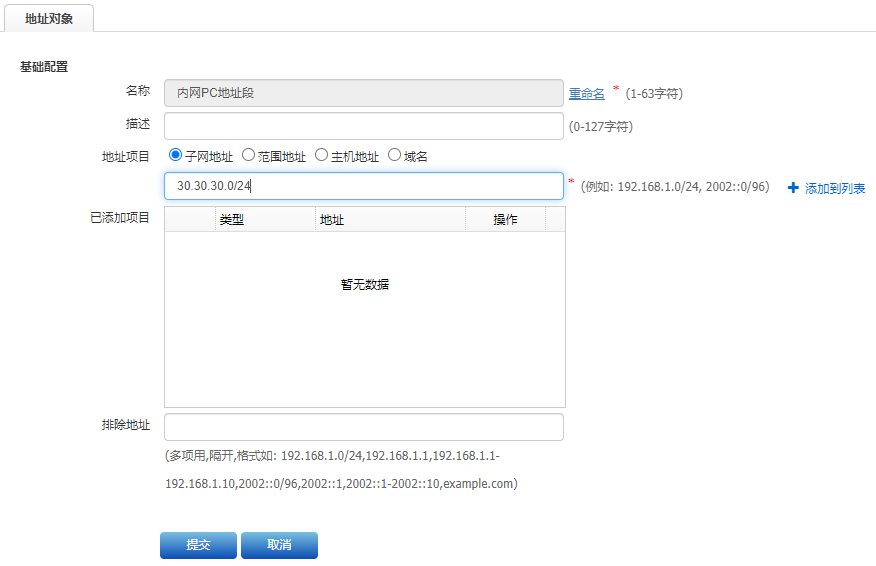 地址对象
基础配置
名称 内网PC地址段 重命名 * (1-63字符)
描述 (0-127字符)
地址项目 子网地址 范围地址 主机地址 域名
30.30.30.0/24 * (例如: 192.168.1.0/24, 2002::0/96) 添加到列表
已添加项目 类型 地址 操作
暂无数据
排除地址
(多项用,隔开,格式如: 192.168.1.0/24,192.168.1.1,192.168.1.1-
192.168.1.10,2002::0/96,2002::1,2002::1-2002::10,example.com)
提交 取消